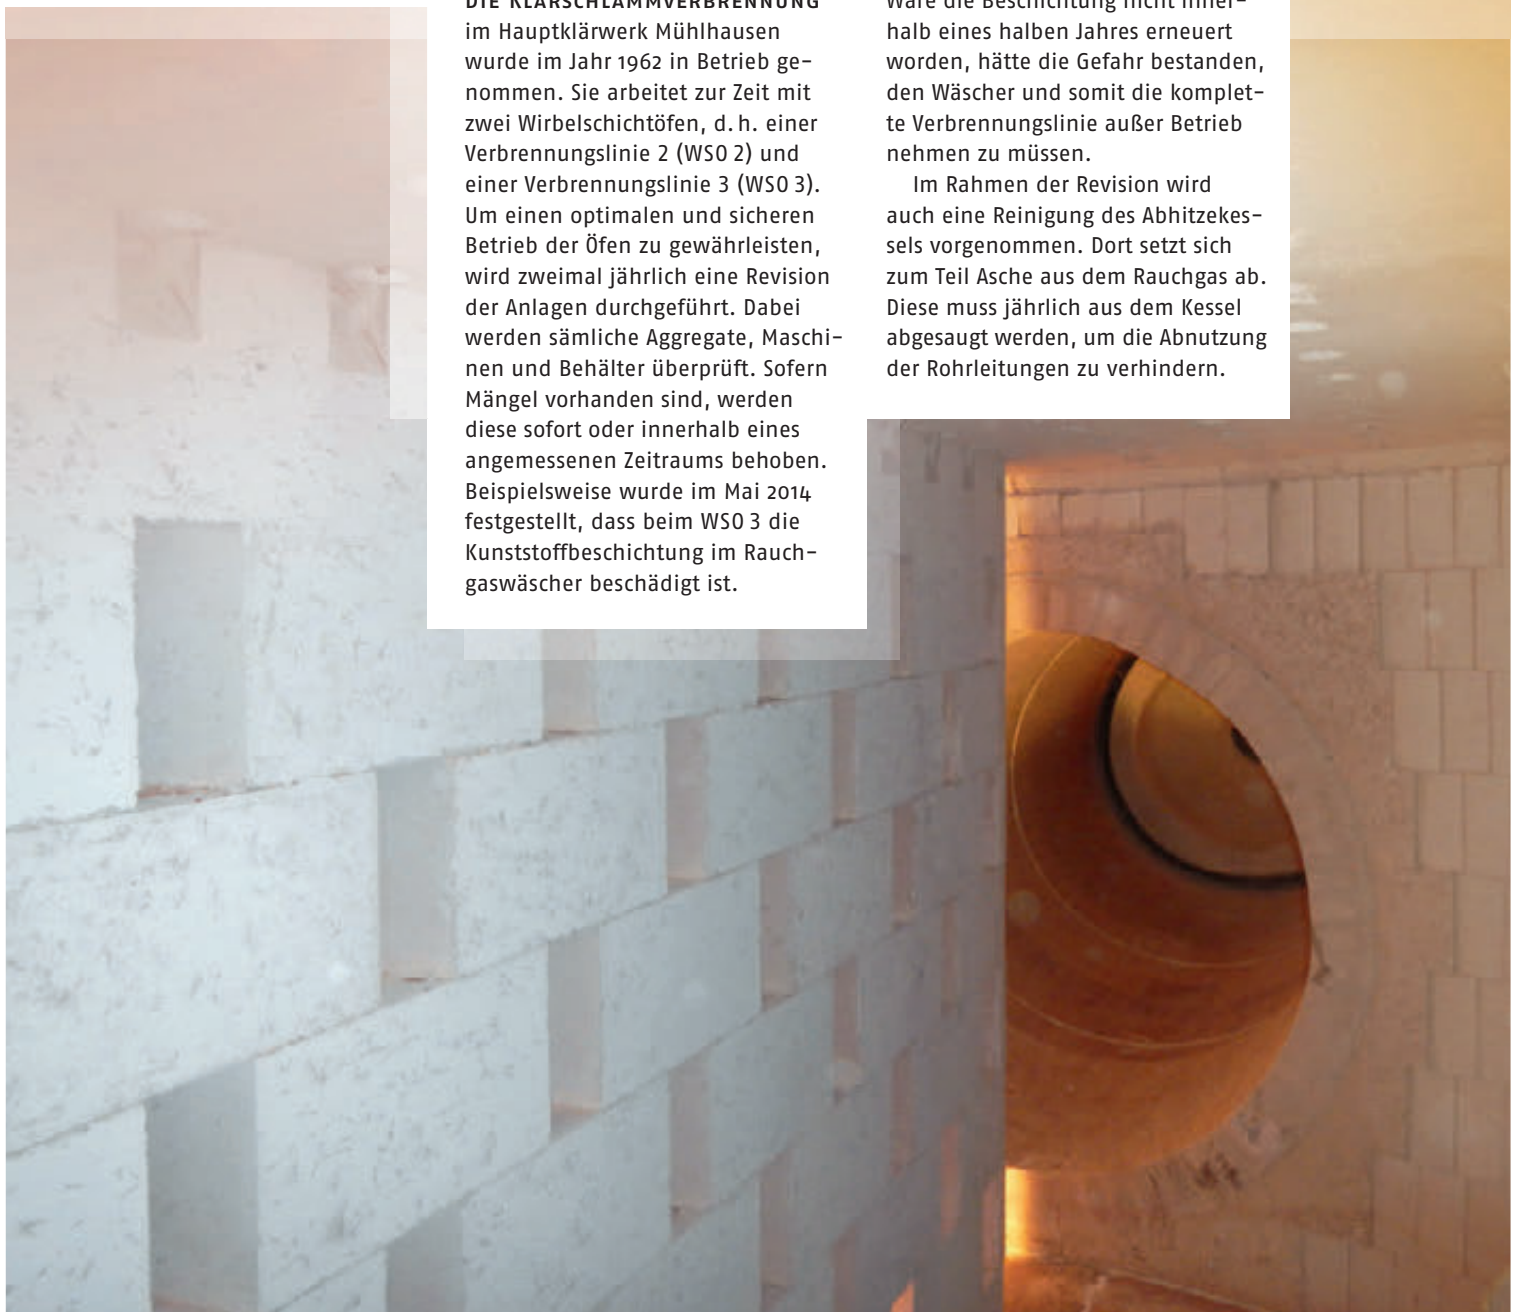 DIE KLÄRSCHLAMMVERBRENNUNG
im Hauptklärwerk Mühlhausen
wurde im Jahr 1962 in Betrieb ge-
nommen. Sie arbeitet zur Zeit mit
zwei Wirbelschichtöfen, d. h. einer
Verbrennungslinie 2 (WSO 2) und
einer Verbrennungslinie 3 (WSO 3).
Um einen optimalen und sicheren
Betrieb der Öfen zu gewährleisten,
wird zweimal jährlich eine Revision
der Anlagen durchgeführt. Dabei
werden sämliche Aggregate, Maschi-
nen und Behälter überprüft. Sofern
Mängel vorhanden sind, werden
diese sofort oder innerhalb eines
angemessenen Zeitraums behoben.
Beispielsweise wurde im Mai 2014
festgestellt, dass beim WSO 3 die
Kunststoffbeschichtung im Rauch-
gaswäscher beschädigt ist.
Wäre die Beschichtung nicht inner-
halb eines halben Jahres erneuert
worden, hätte die Gefahr bestanden,
den Wäscher und somit die komplet-
te Verbrennungslinie außer Betrieb
nehmen zu müssen.
Im Rahmen der Revision wird
auch eine Reinigung des Abhitzekes-
sels vorgenommen. Dort setzt sich
zum Teil Asche aus dem Rauchgas ab.
Diese muss jährlich aus dem Kessel
abgesaugt werden, um die Abnutzung
der Rohrleitungen zu verhindern.